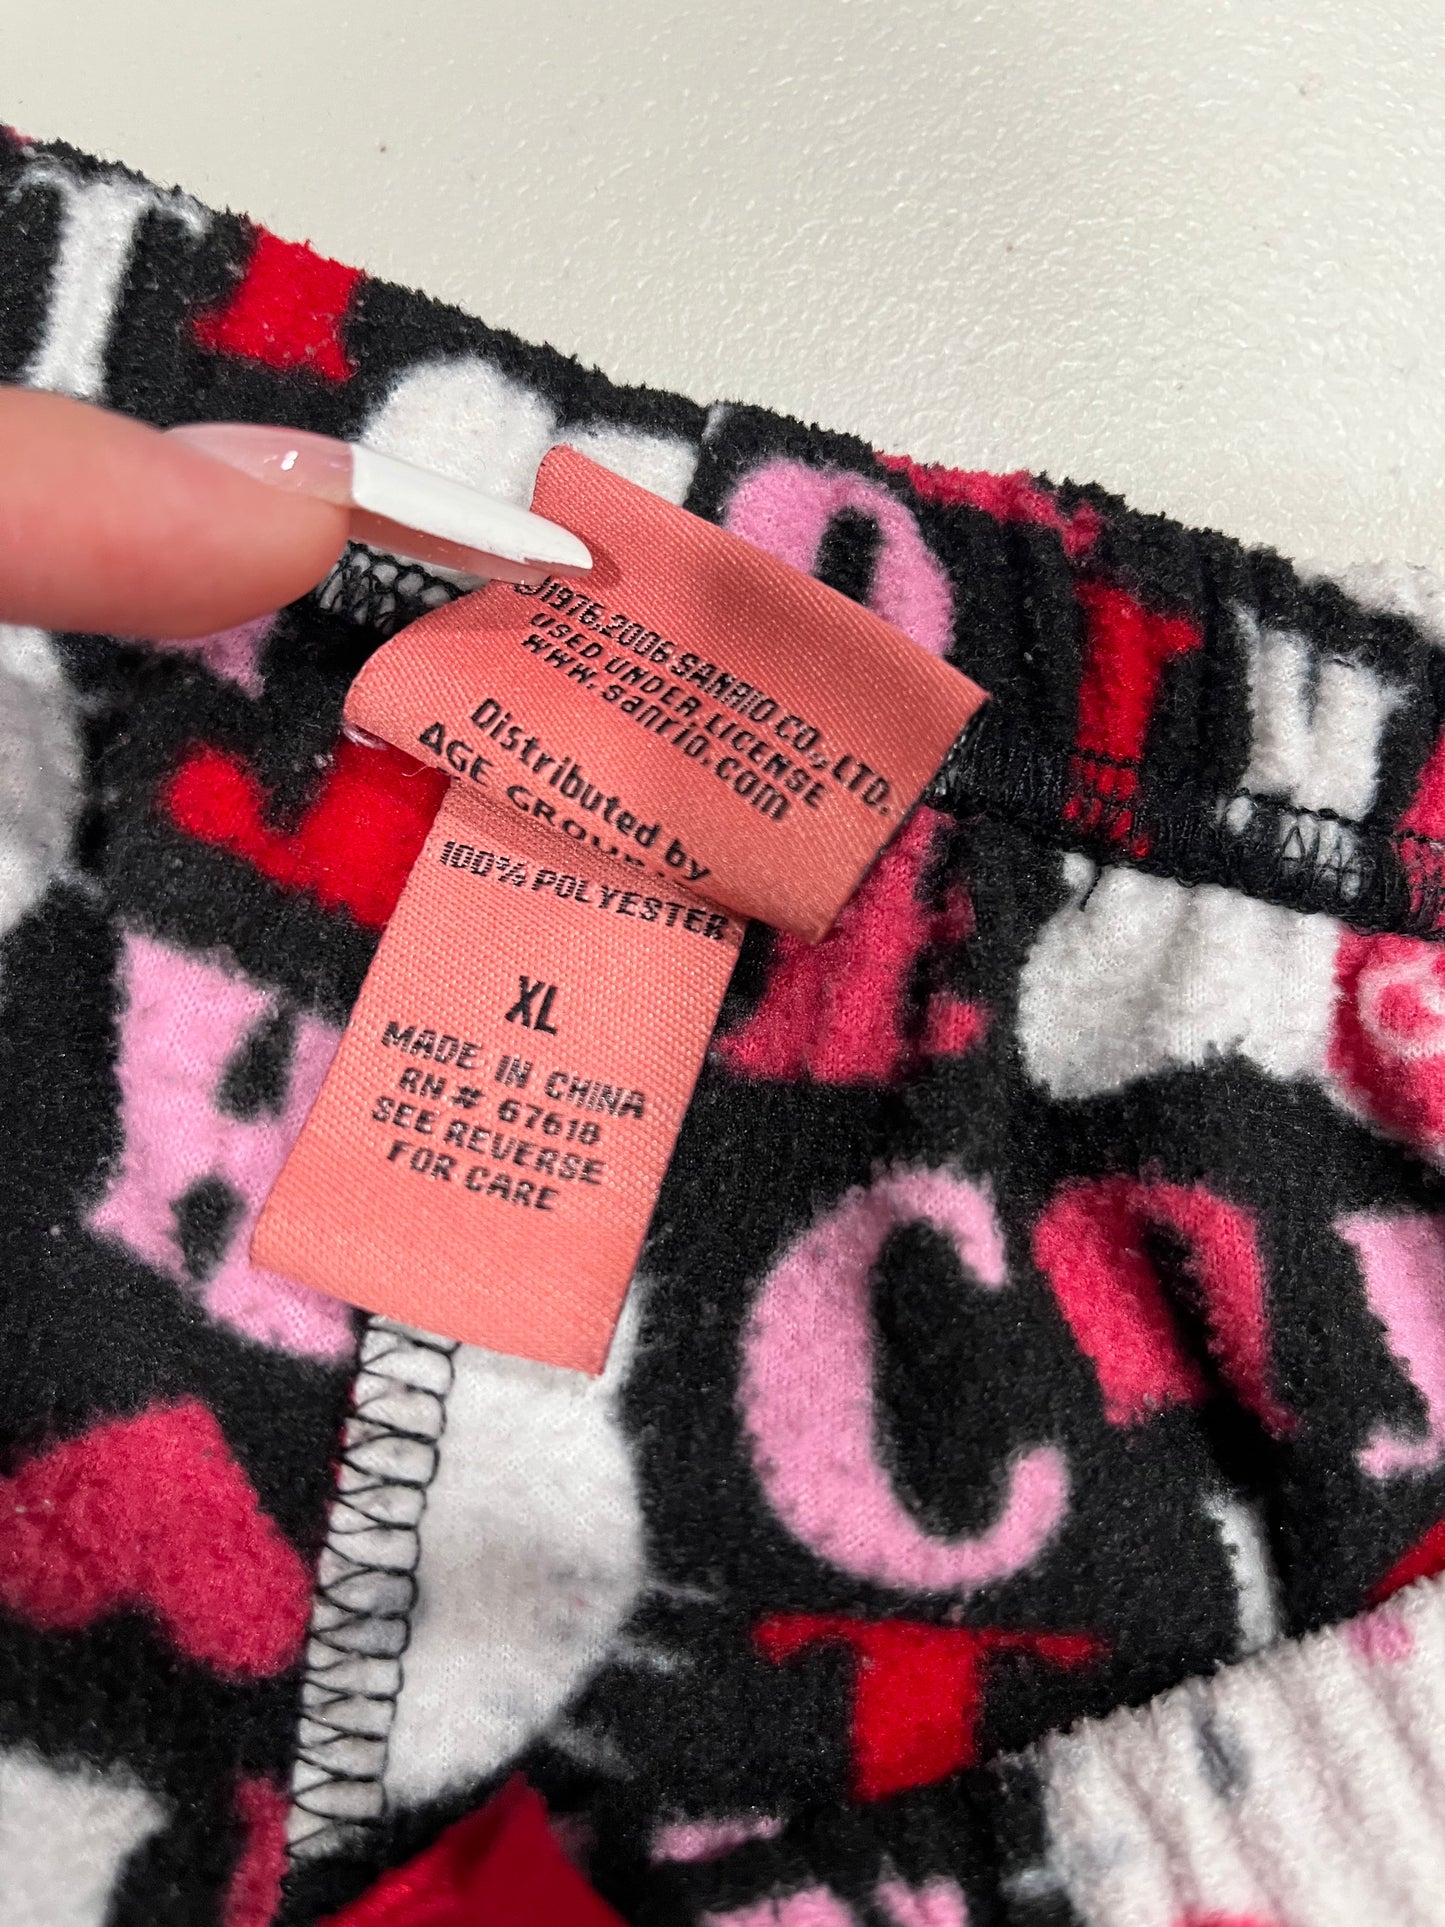 ©1976,2006 SANRIO CO., LTD.
USED UNDER LICENSE
www.sanrio.com
Distributed by
AGE GROUP
100% POLYESTER
XL
MADE IN CHINA
RN# 67618
SEE REVERSE
FOR CARE
C
T